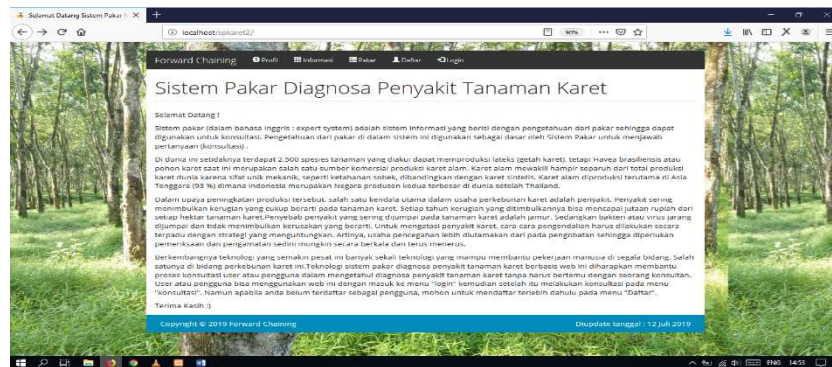 Selamat Datang Sistem Pakar
localhost/spkaret2/
90%
Forward Chaining Profil Informasi Pakar Daftar Login
Sistem Pakar Diagnosa Penyakit Tanaman Karet
Selamat Datang !
Sistem pakar (dalam bahasa inggris : expert system) adalah sistem informasi yang berisi dengan pengetahuan dari pakar sehingga dapat
digunakan untuk konsultasi. Pengetahuan dari pakar di dalam sistem ini digunakan sebagai dasar oleh Sistem Pakar untuk menjawab
pertanyaan (konsultasi) .
Di dunia ini setidaknya terdapat 2.500 spesies tanaman yang diakui dapat memproduksi lateks (getah karet), tetapi Havea brasiliensis atau
pohon karet saat ini merupakan salah satu sumber komersial produksi karet alam. Karet alam mewakili hampir separuh dari total produksi
karet dunia karena sifat unik mekanik, seperti ketahanan sobek, dibandingkan dengan karet sintetis. Karet alam diproduksi terutama di Asia
Tenggara (93 %) dimana Indonesia merupakan Negara produsen kedua terbesar di dunia setelah Thailand.
Dalam upaya peningkatan produksi tersebut, salah satu kendala utama dalam usaha perkebunan karet adalah penyakit. Penyakit sering
menimbulkan kerugian yang cukup berarti pada tanaman karet. Setiap tahun kerugian yang ditimbulkannya bisa mencapai jutaan rupiah dari
setiap hektar tanaman karet.Penyebab penyakit yang sering dijumpai pada tanaman karet adalah jamur. Sedangkan bakteri atau virus jarang
dijumpai dan tidak menimbulkan kerusakan yang berarti. Untuk mengatasi penyakit karet, cara cara pengendalian harus dilakukan secara
terpadu dengan strategi yang menguntungkan. Artinya, usaha pencegahan lebih diutamakan dari pada pengobatan sehingga diperlukan
pemeriksaan dan pengamatan sedini mungkin secara berkala dan terus menerus.
Berkembangnya teknologi yang semakin pesat ini banyak sekali teknologi yang mampu membantu pekerjaan manusia di segala bidang. Salah
satunya di bidang perkebunan karet ini.Teknologi sistem pakar diagnosa penyakit tanaman karet berbasis web ini diharapkan membantu
proses konsultasi user atau pengguna dalam mengetahui diagnosa penyakit tanaman karet tanpa harus bertemu dengan seorang konsultan.
User atau pengguna bisa menggunakan web ini dengan masuk ke menu "login" kemudian setelah itu melakukan konsultasi pada menu
"konsultasi". Namun apabila anda belum terdaftar sebagai pengguna, mohon untuk mendaftar terlebih dahulu pada menu "Daftar".
Terima Kasih :)
Copyright © 2019 Forward Chaining Diupdate tanggal : 12 Juli 2019
ENG 14:53